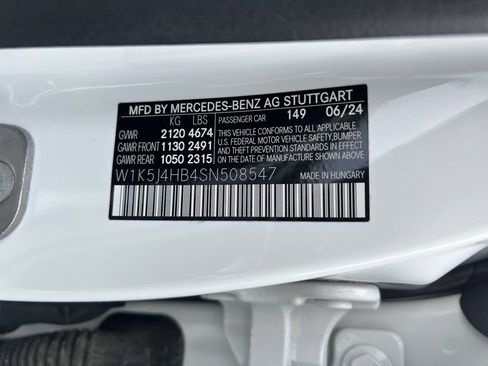 MFD BY MERCEDES-BENZ AG STUTTGART
KG LBS PASSENGER CAR 149 06/24
GVWR 2120 4674 THIS VEHICLE CONFORMS TO ALL
GAWR FRONT 1130 2491 APPLICABLE U.S. FEDERAL MOTOR VEHICLE SAFETY, BUMPER
GAWR REAR 1050 2315 AND THEFT PREVENTION STANDARDS IN EFFECT
ON THE DATE OF MANUFACTURE SHOWN ABOVE.
W1K5J4HB4SN508547
MADE IN HUNGARY